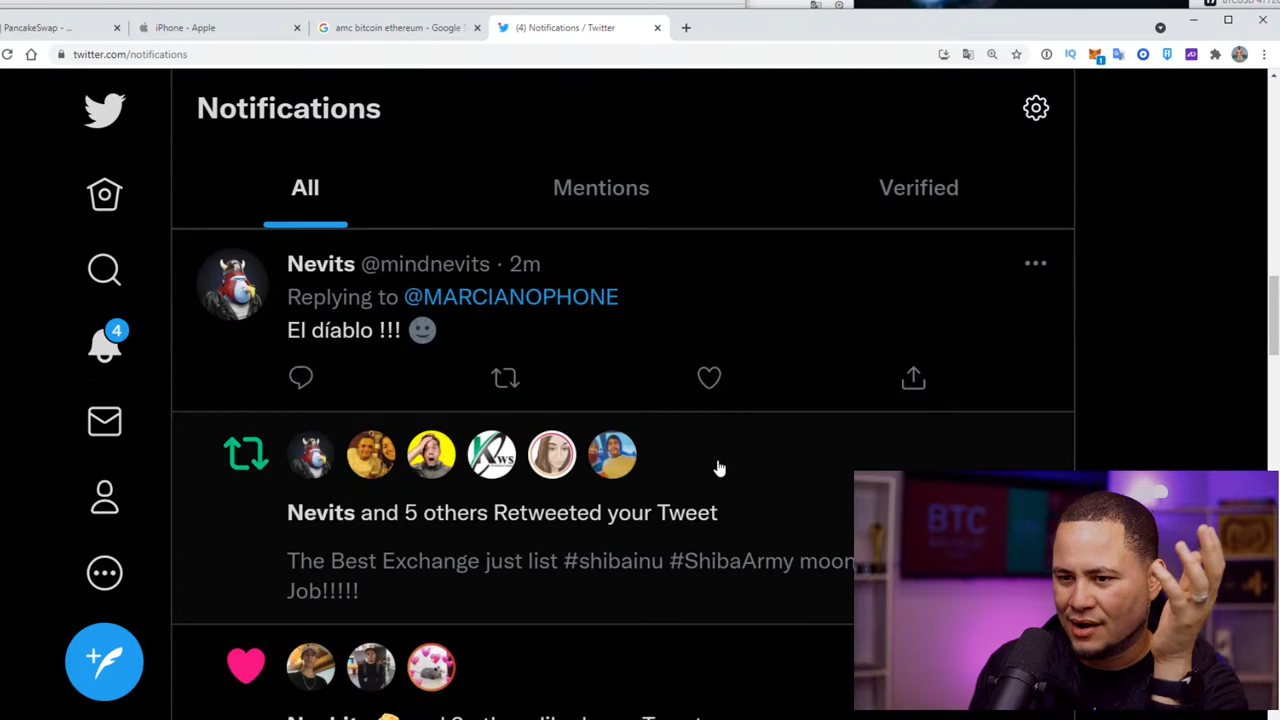 PancakeSwap - ...
iPhone - Apple
amc bitcoin ethereum - Google
(4) Notifications / Twitter
twitter.com/notifications
1
Notifications
All
Mentions
Verified
4
Nevits @mindnevits · 2m
Replying to @MARCIANOPHONE
El díablo !!!
Nevits and 5 others Retweeted your Tweet
The Best Exchange just list #shibainu #ShibaArmy moon
Job!!!!!
BTC